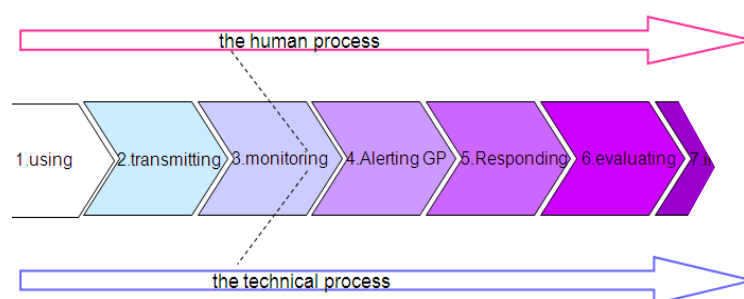 the human process
1.using
2.transmitting
3.monitoring
4.Alerting GP
5.Responding
6.evaluating
the technical process